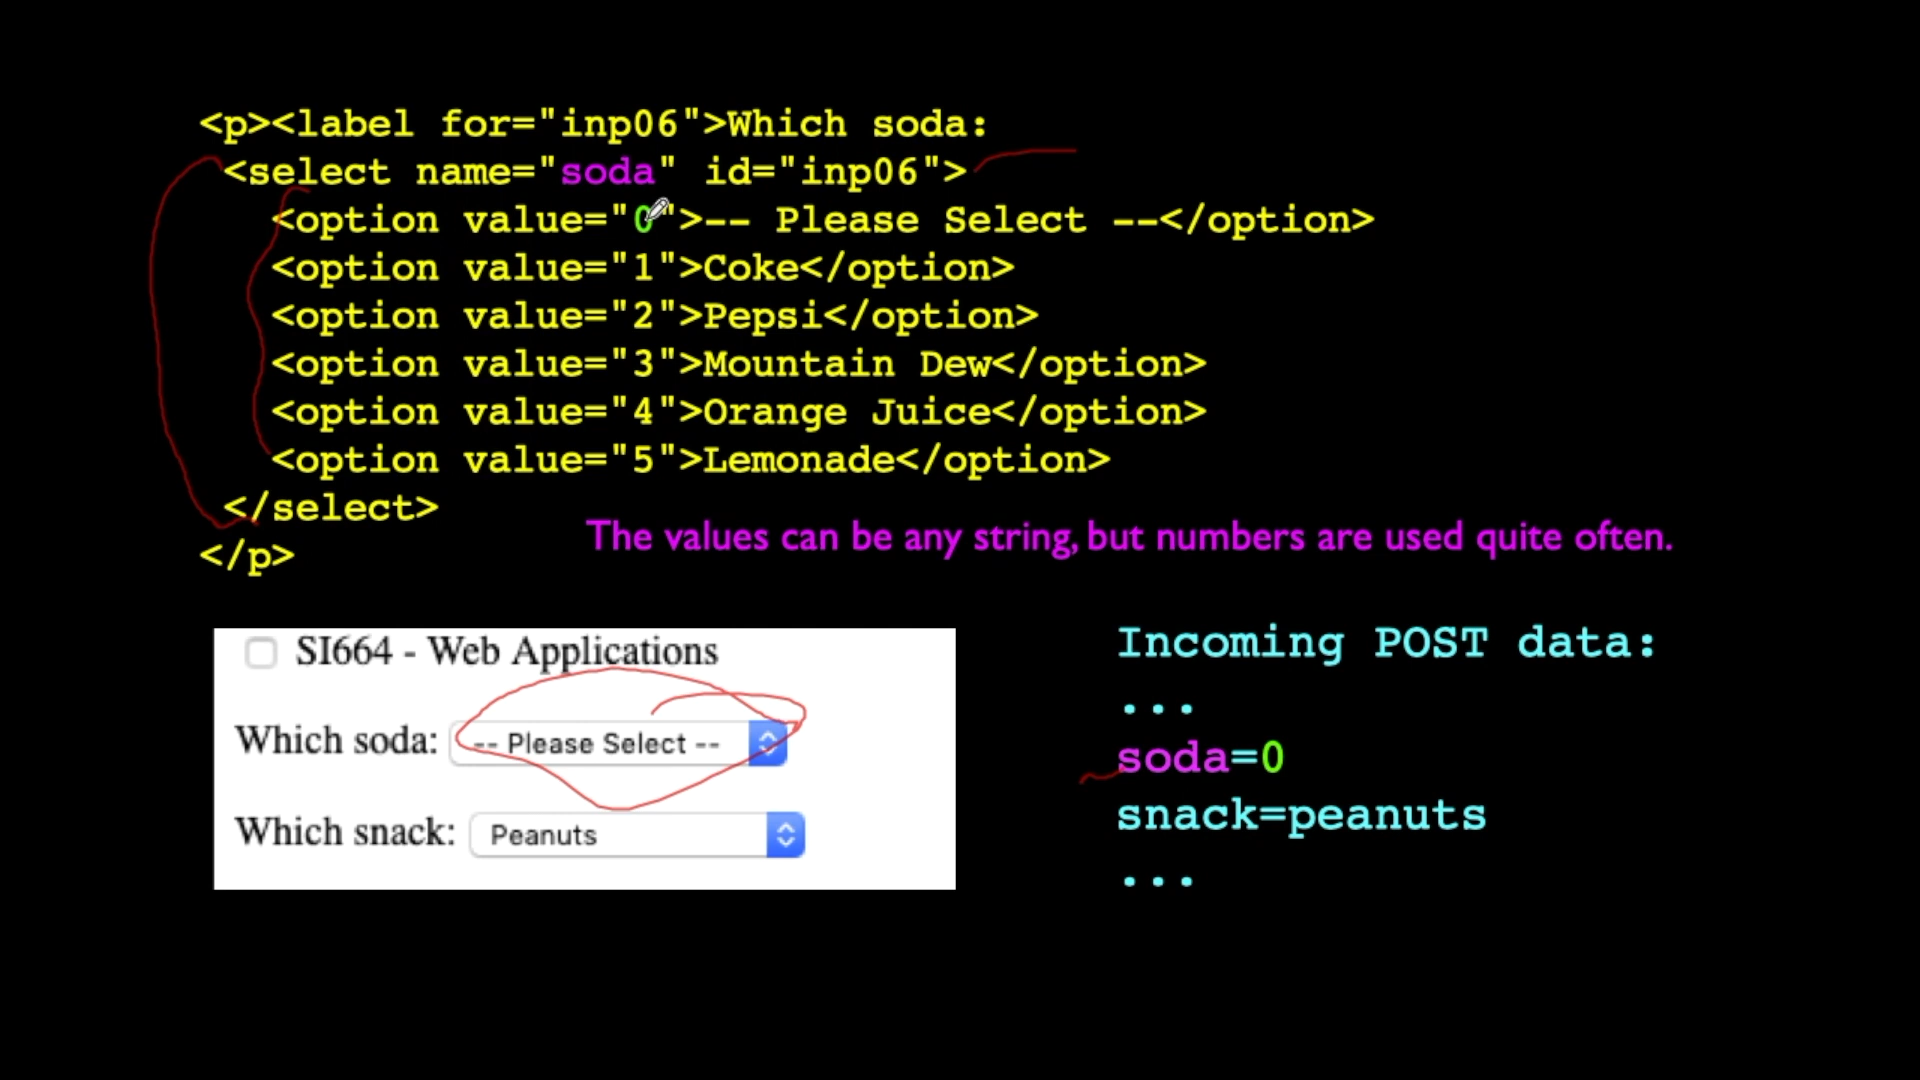 <p><label for="inp06">Which soda:
<select name="soda" id="inp06">
<option value="0">-- Please Select --</option>
<option value="1">Coke</option>
<option value="2">Pepsi</option>
<option value="3">Mountain Dew</option>
<option value="4">Orange Juice</option>
<option value="5">Lemonade</option>
</select>
</p>
The values can be any string, but numbers are used quite often.
SI664 - Web Applications
Which soda: -- Please Select --
Which snack: Peanuts
Incoming POST data:
...
soda=0
snack=peanuts
...